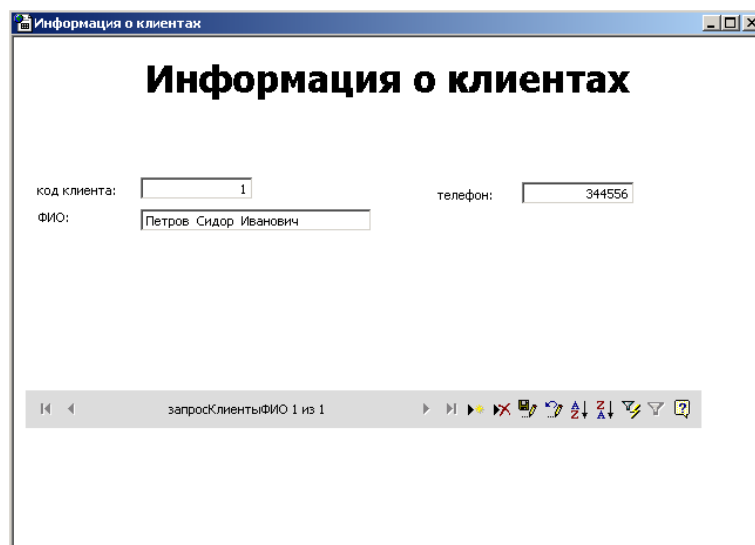 Информация о клиентах
Информация о клиентах
код клиента: 1 телефон: 344556
ФИО: Петров Сидор Иванович
запросКлиентыФИО 1 из 1